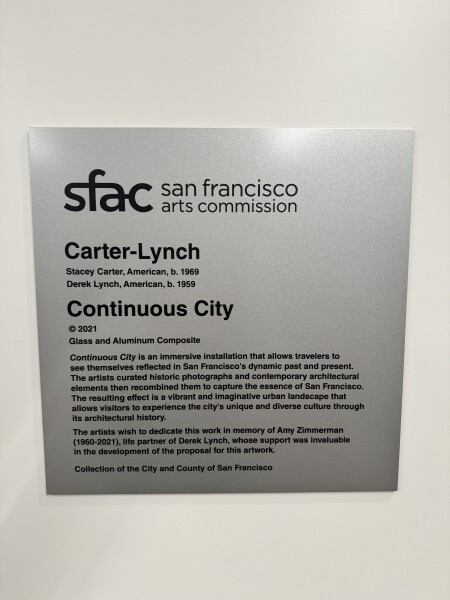 sfac san francisco
arts commission
Carter-Lynch
Stacey Carter, American, b. 1969
Derek Lynch, American, b. 1959
Continuous City
© 2021
Glass and Aluminum Composite
Continuous City is an immersive installation that allows travelers to
see themselves reflected in San Francisco's dynamic past and present.
The artists curated historic photographs and contemporary architectural
elements then recombined them to capture the essence of San Francisco.
The resulting effect is a vibrant and imaginative urban landscape that
allows visitors to experience the city's unique and diverse culture through
its architectural history.
The artists wish to dedicate this work in memory of Amy Zimmerman
(1960-2021), life partner of Derek Lynch, whose support was invaluable
in the development of the proposal for this artwork.
Collection of the City and County of San Francisco